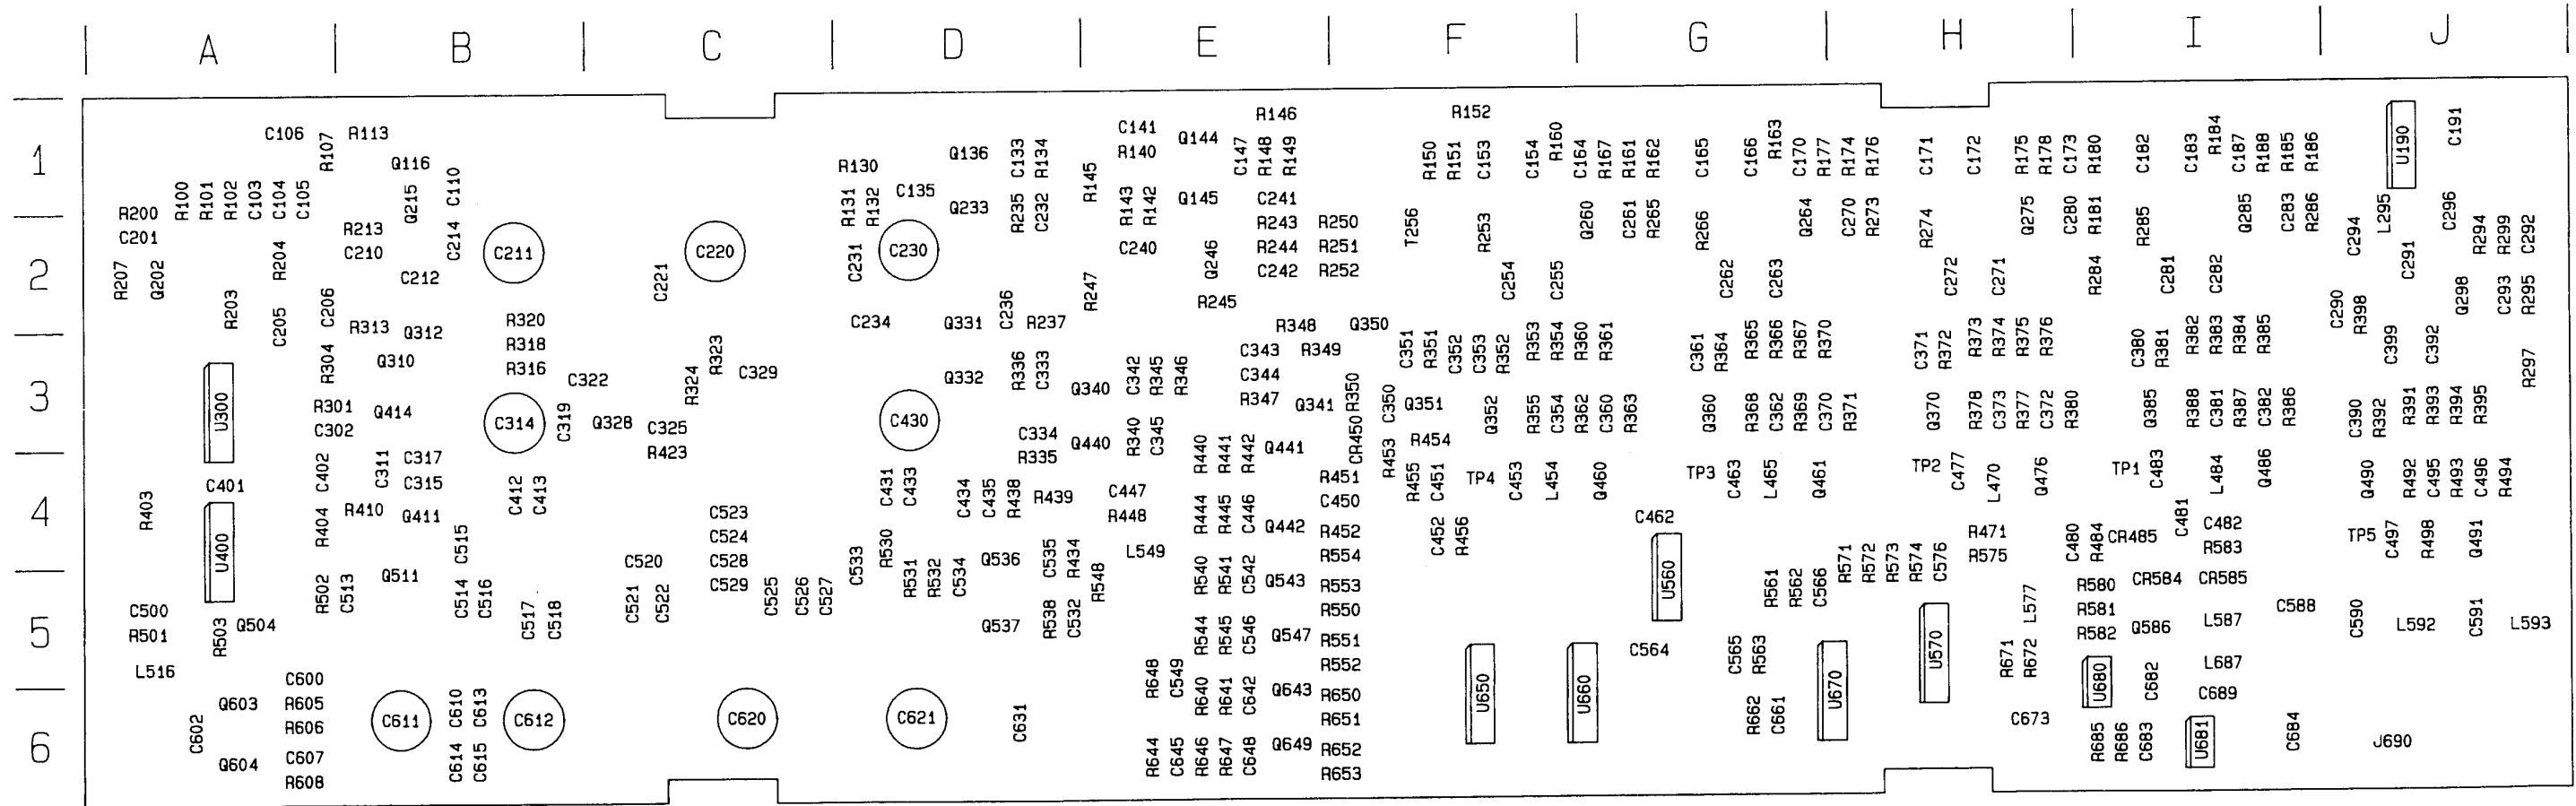 A B C D E F G H I J
1
C106 R107 R113 Q116 C110 R130 Q136 C133 R134 C141 R140 Q144 R146 C147 R148 R149 R152 R150 R151 C153 C154 R160 C164 R167 R161 R162 C165 C166 R163 C170 R177 R174 R176 C171 C172 R175 R178 C173 R180 C182 C183 R184 C187 R188 R185 R186 U190 C191
R100 R101 R102 C103 C104 C105 Q215 R131 R132 C135 Q233 R235 C232 R145 R143 R142 Q145 C241
R200 R213 C214 R243 R250 T256 R253 Q260 C261 R265 R266 Q264 C270 R273 R274 Q275 C280 R181 R285 Q285 C283 R286 C294 L295 C296 R294 R299 C292
2
C201 C210 C211 C220 C230 C240 R244 R251
R207 Q202 R204 C212 C221 C231 Q246 C242 R252 C254 C255 C262 C263 C272 C271 R284 C281 C282 C291
R203 C205 C206 R247 R245 C236 C290 R398 Q298 C293 R295
R313 Q312 R320 C234 Q331 R237 R348 Q350
R304 Q310 R318 R316 R323 C343 R349 C351 R351 C352 C353 R352 R353 R354 R360 R361 C361 R364 R365 R366 R367 R370 C371 R372 R373 R374 R375 R376 C380 R381 R382 R383 R384 R385 C399 C392 R297
3
U300 C322 R324 C329 Q332 R336 C333 Q340 C342 R345 R346 C344 R347 Q341 R350 C350 Q351
R301 Q414 C314 C319 Q328 C325 C430 C334 Q352 R355 C354 R362 C360 R363 Q360 R368 C362 R369 C370 R371 Q370 R378 C373 R377 C372 R380 Q385 R388 C381 R387 C382 R386 C390 R392 R391 R393 R394 R395
C302 R423 R335 Q440 R340 C345 R440 R441 R442 Q441 CR450 R453 R454
C402 C311 C317 C315 C412 C413 C431 C433 R451 R455 C451 TP4 C453 L454 Q460 TP3 C463 L465 Q461 TP2 C477 L470 Q476 TP1 C483 L484 Q486 Q490 R492 C495 R493 C496 R494
4
C401 R403 R410 Q411 C434 C435 R438 R439 C447 R448 R444 R445 C446 C450 Q442 R452
U400 R404 C515 C523 C524 C462 C452 R456 R471 C480 R484 CR485 C481 C482 R583 TP5 C497 R498 Q491
C520 C528 C533 R530 Q536 C535 R434 L549 R554 U560 R571 R572 R573 R574 C576 R575
R502 C513 Q511 C514 C516 C521 C522 C529 C525 C526 C527 R531 R532 C534 R548 R540 R541 C542 Q543 R553 R561 R562 C566 R580 CR584 CR585
5
C500 C517 C518 R538 C532 R550 U570 L577 R581 C588
R501 R503 Q504 Q537 R544 R545 C546 Q547 R551 C564 C565 R563 R671 R672 R582 Q586 L587 C590 L592 C591 L593
L516 C600 R648 C549 R552 U650 U660 U670 U680 C682 L687
Q603 R605 C610 C613 R640 R641 C642 Q643 R650 C689
6
C602 R606 C611 C612 C620 C621 C631 R651 R662 C661 C673
Q604 C607 R608 C614 C615 R644 C645 R646 R647 C648 Q649 R652 R653 R685 R686 C683 U681 C684 J690